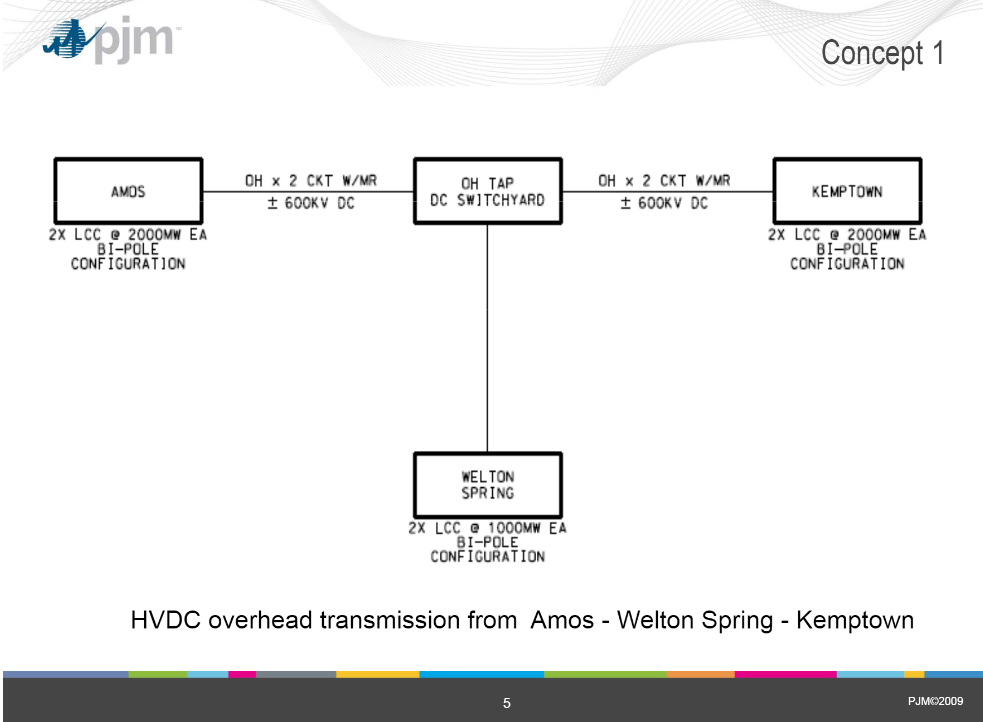 pjm
Concept 1
AMOS
OH x 2 CKT W/MR
± 600KV DC
OH TAP
DC SWITCHYARD
OH x 2 CKT W/MR
± 600KV DC
KEMPTOWN
2X LCC @ 2000MW EA
BI-POLE
CONFIGURATION
2X LCC @ 2000MW EA
BI-POLE
CONFIGURATION
WELTON
SPRING
2X LCC @ 1000MW EA
BI-POLE
CONFIGURATION
HVDC overhead transmission from  Amos - Welton Spring - Kemptown
5
PJM©2009